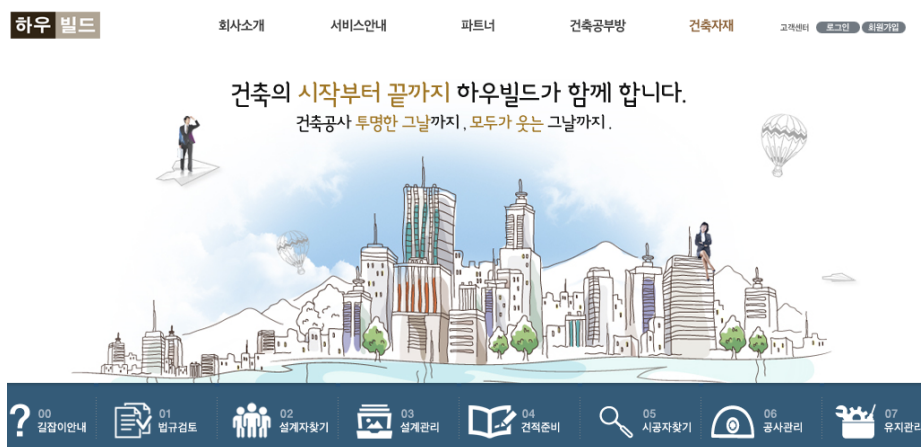 하우빌드
회사소개 서비스안내 파트너 건축공부방 건축자재 고객센터 로그인 회원가입
건축의 시작부터 끝까지 하우빌드가 함께 합니다.
건축공사 투명한 그날까지, 모두가 웃는 그날까지.
00 길잡이안내
01 법규검토
02 설계자찾기
03 설계관리
04 견적준비
05 시공자찾기
06 공사관리
07 유지관리